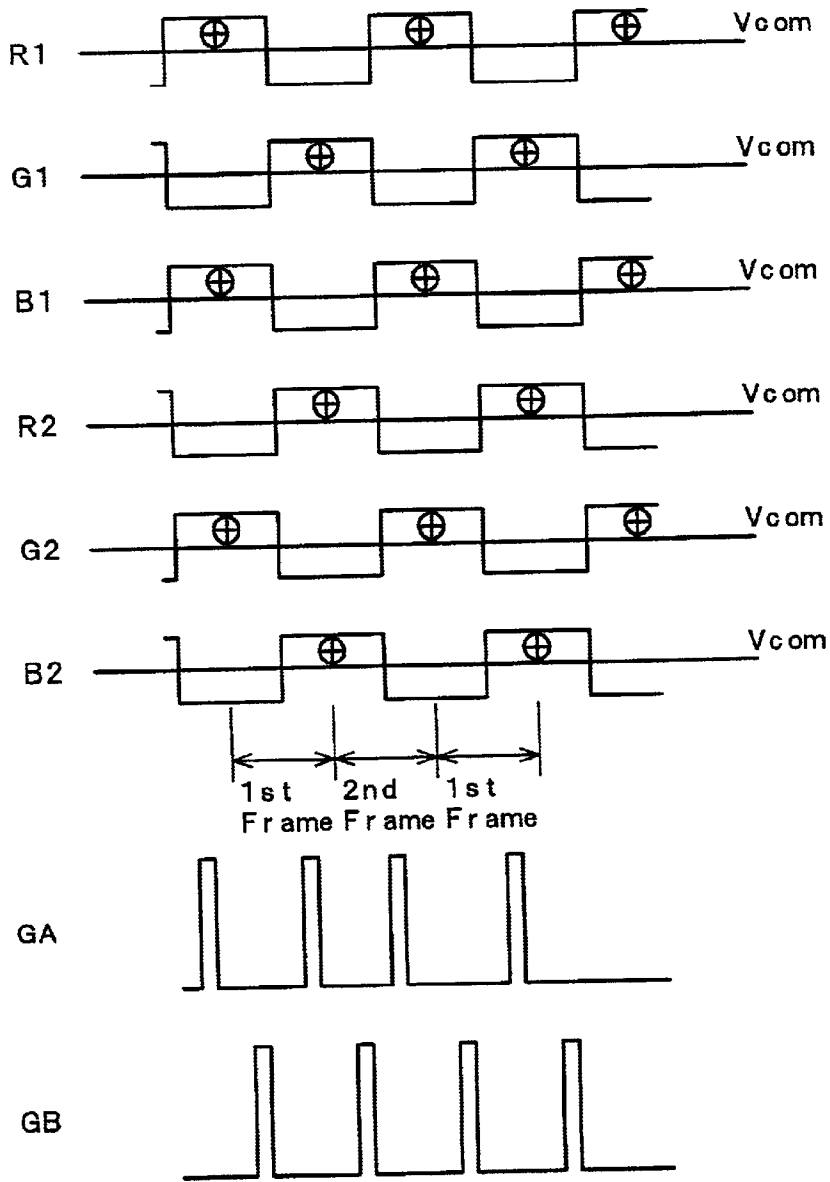 R1 Vcom
G1 Vcom
B1 Vcom
R2 Vcom
G2 Vcom
B2 Vcom
1st 2nd 1st
Frame Frame Frame
GA
GB